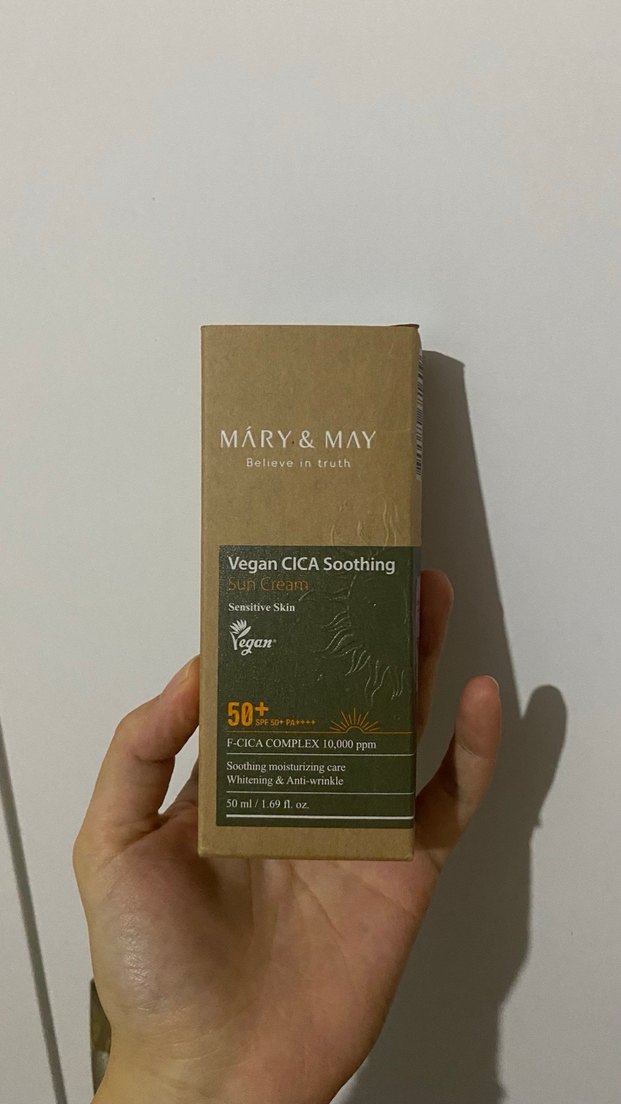 MÁRY & MAY
Believe in truth
Vegan CICA Soothing
Sun Cream
Sensitive Skin
Vegan
50+
SPF 50+ PA++++
F-CICA COMPLEX 10,000 ppm
Soothing moisturizing care
Whitening & Anti-wrinkle
50 ml / 1.69 fl. oz.